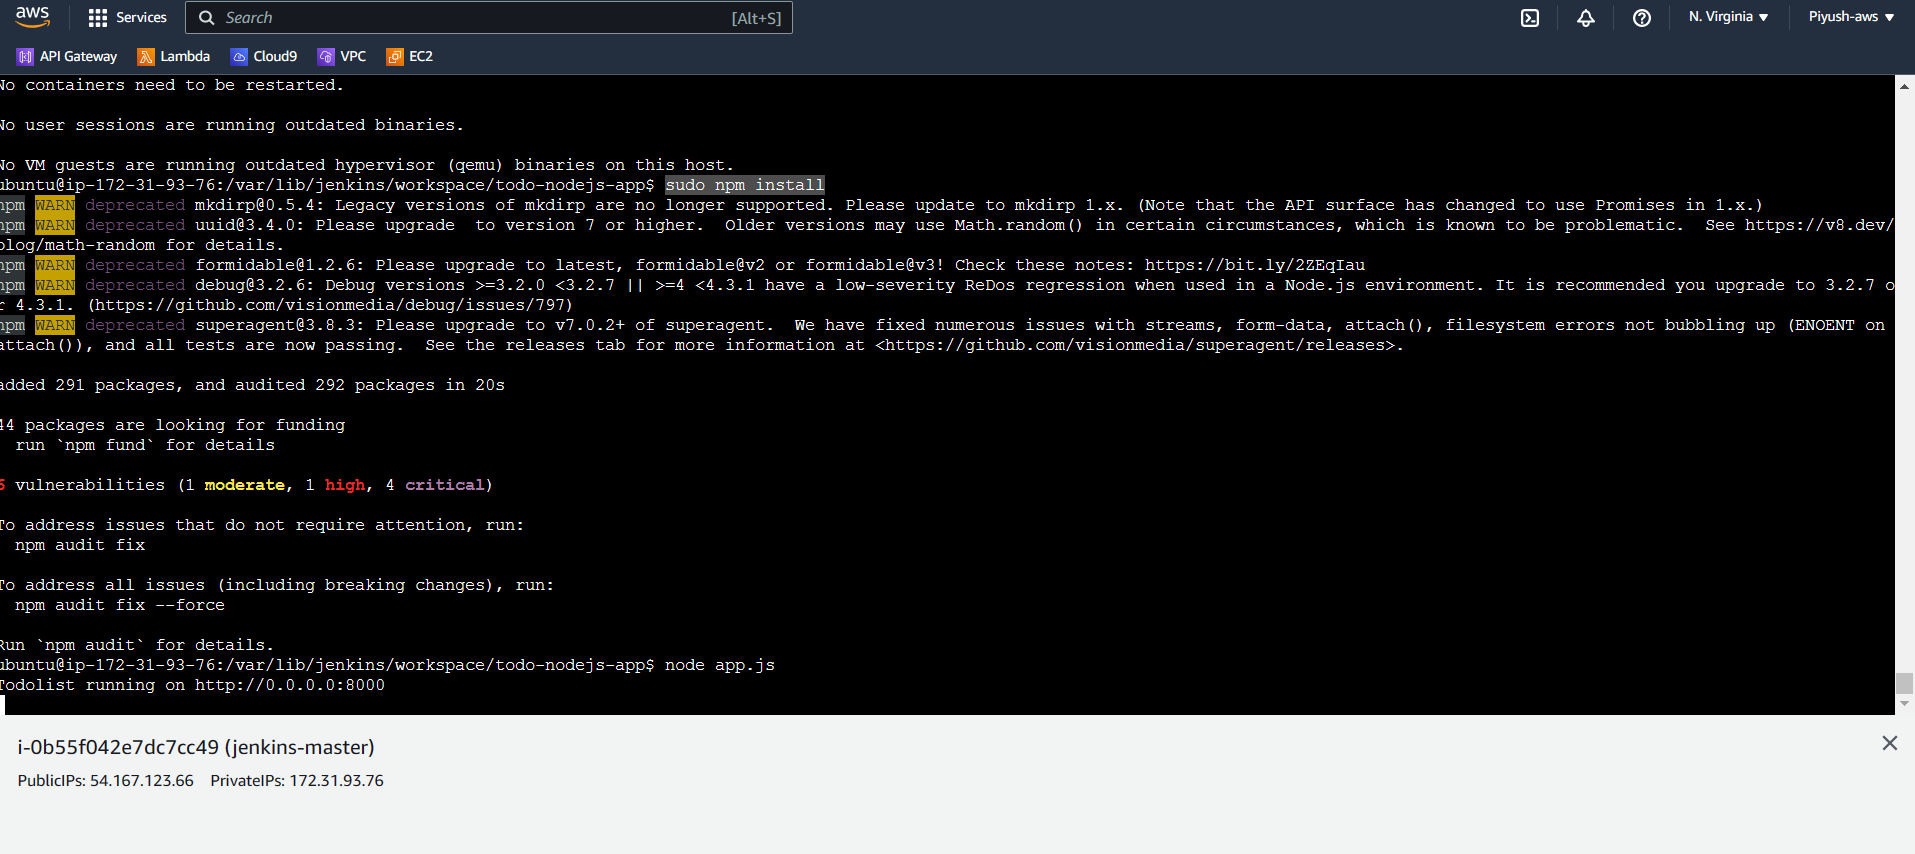 aws Services Search [Alt+S] N. Virginia Piyush-aws
API Gateway Lambda Cloud9 VPC EC2
No containers need to be restarted.
No user sessions are running outdated binaries.
No VM guests are running outdated hypervisor (qemu) binaries on this host.
ubuntu@ip-172-31-93-76:/var/lib/jenkins/workspace/todo-nodejs-app$ sudo npm install
npm WARN deprecated mkdirp@0.5.4: Legacy versions of mkdirp are no longer supported. Please update to mkdirp 1.x. (Note that the API surface has changed to use Promises in 1.x.)
npm WARN deprecated uuid@3.4.0: Please upgrade  to version 7 or higher.  Older versions may use Math.random() in certain circumstances, which is known to be problematic.  See https://v8.dev/
blog/math-random for details.
npm WARN deprecated formidable@1.2.6: Please upgrade to latest, formidable@v2 or formidable@v3! Check these notes: https://bit.ly/2ZEqIau
npm WARN deprecated debug@3.2.6: Debug versions >=3.2.0 <3.2.7 || >=4 <4.3.1 have a low-severity ReDos regression when used in a Node.js environment. It is recommended you upgrade to 3.2.7 o
r 4.3.1. (https://github.com/visionmedia/debug/issues/797)
npm WARN deprecated superagent@3.8.3: Please upgrade to v7.0.2+ of superagent.  We have fixed numerous issues with streams, form-data, attach(), filesystem errors not bubbling up (ENOENT on
attach()), and all tests are now passing.  See the releases tab for more information at <https://github.com/visionmedia/superagent/releases>.
added 291 packages, and audited 292 packages in 20s
44 packages are looking for funding
run `npm fund` for details
6 vulnerabilities (1 moderate, 1 high, 4 critical)
To address issues that do not require attention, run:
npm audit fix
To address all issues (including breaking changes), run:
npm audit fix --force
Run `npm audit` for details.
ubuntu@ip-172-31-93-76:/var/lib/jenkins/workspace/todo-nodejs-app$ node app.js
Todolist running on http://0.0.0.0:8000
i-0b55f042e7dc7cc49 (jenkins-master)
PublicIPs: 54.167.123.66 PrivateIPs: 172.31.93.76